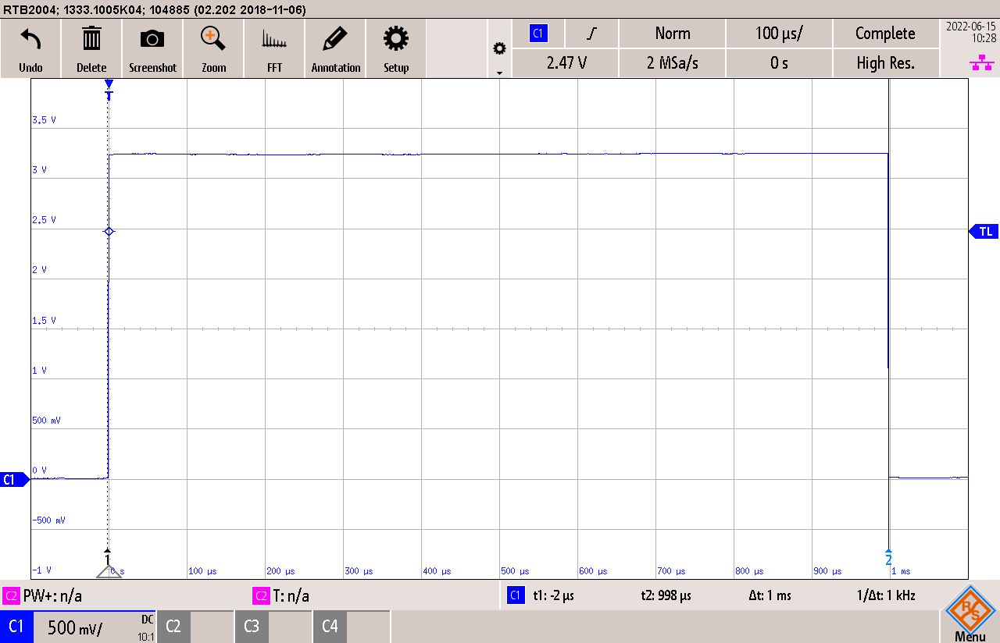 RTB2004; 1333.1005K04; 104885 (02.202 2018-11-06)
Undo
Delete
Screenshot
Zoom
FFT
Annotation
Setup
C1
Norm
100 µs/
Complete
2.47 V
2 MSa/s
0 s
High Res.
2022-06-15
10:28
T
3.5 V
3 V
2.5 V
TL
2 V
1.5 V
1 V
500 mV
0 V
C1
-500 mV
-1 V
1
0 s
100 µs
200 µs
300 µs
400 µs
500 µs
600 µs
700 µs
800 µs
900 µs
2
1 ms
C2 PW+: n/a
C2 T: n/a
C1 t1: -2 µs
t2: 998 µs
Δt: 1 ms
1/Δt: 1 kHz
C1
500 mV/
DC
10:1
C2
C3
C4
R S
Menu